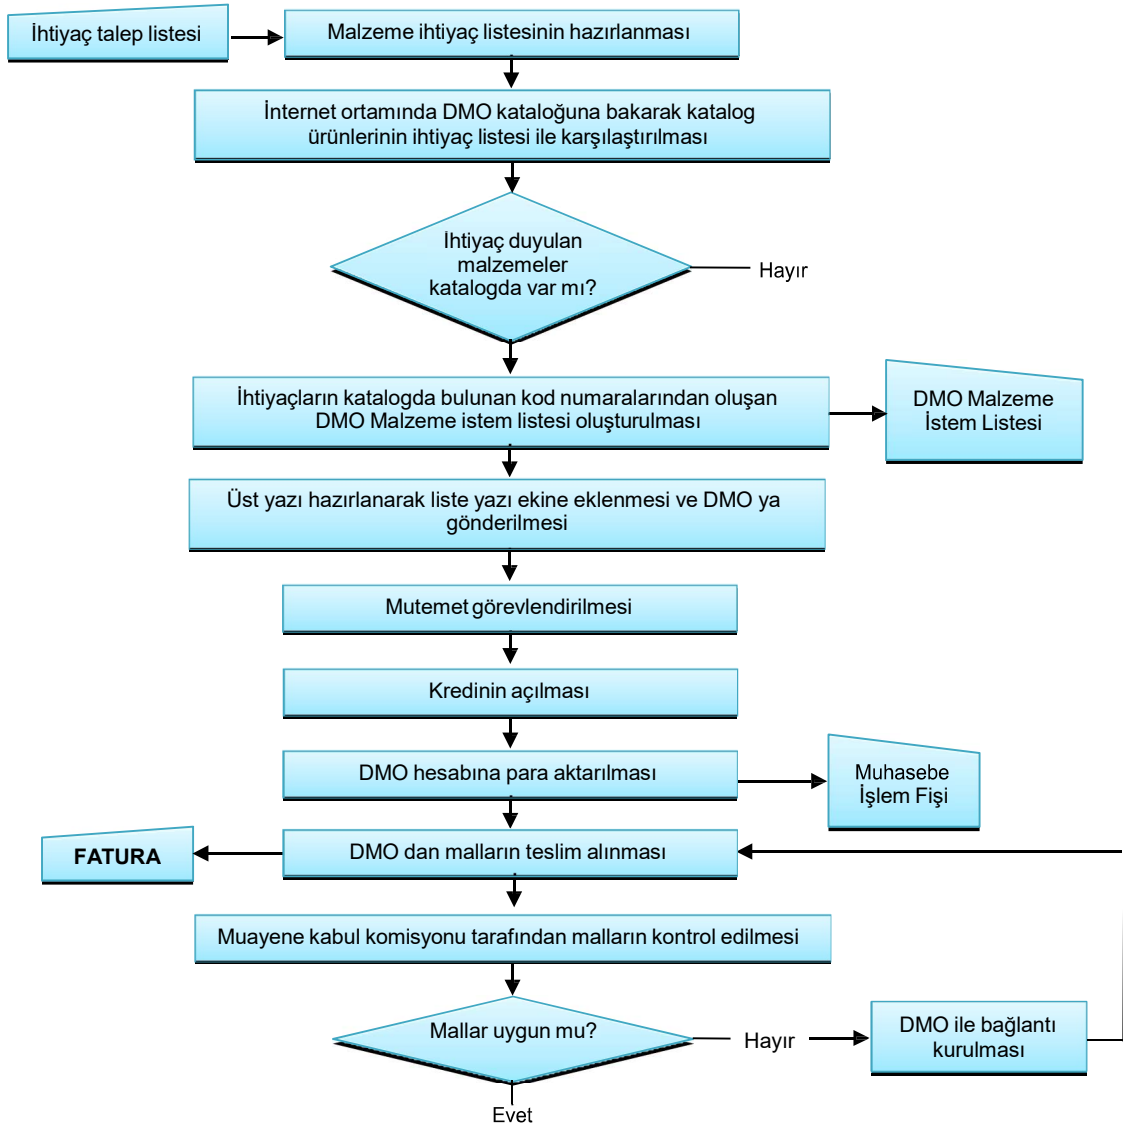 İhtiyaç talep listesi
Malzeme ihtiyaç listesinin hazırlanması
İnternet ortamında DMO kataloğuna bakarak katalog
ürünlerinin ihtiyaç listesi ile karşılaştırılması
İhtiyaç duyulan
malzemeler
katalogda var mı?
Hayır
İhtiyaçların katalogda bulunan kod numaralarından oluşan
DMO Malzeme istem listesi oluşturulması
DMO Malzeme
İstem Listesi
Üst yazı hazırlanarak liste yazı ekine eklenmesi ve DMO ya
gönderilmesi
Mutemet görevlendirilmesi
Kredinin açılması
DMO hesabına para aktarılması
Muhasebe
İşlem Fişi
FATURA
DMO dan malların teslim alınması
Muayene kabul komisyonu tarafından malların kontrol edilmesi
Mallar uygun mu?
Hayır
DMO ile bağlantı
kurulması
Evet